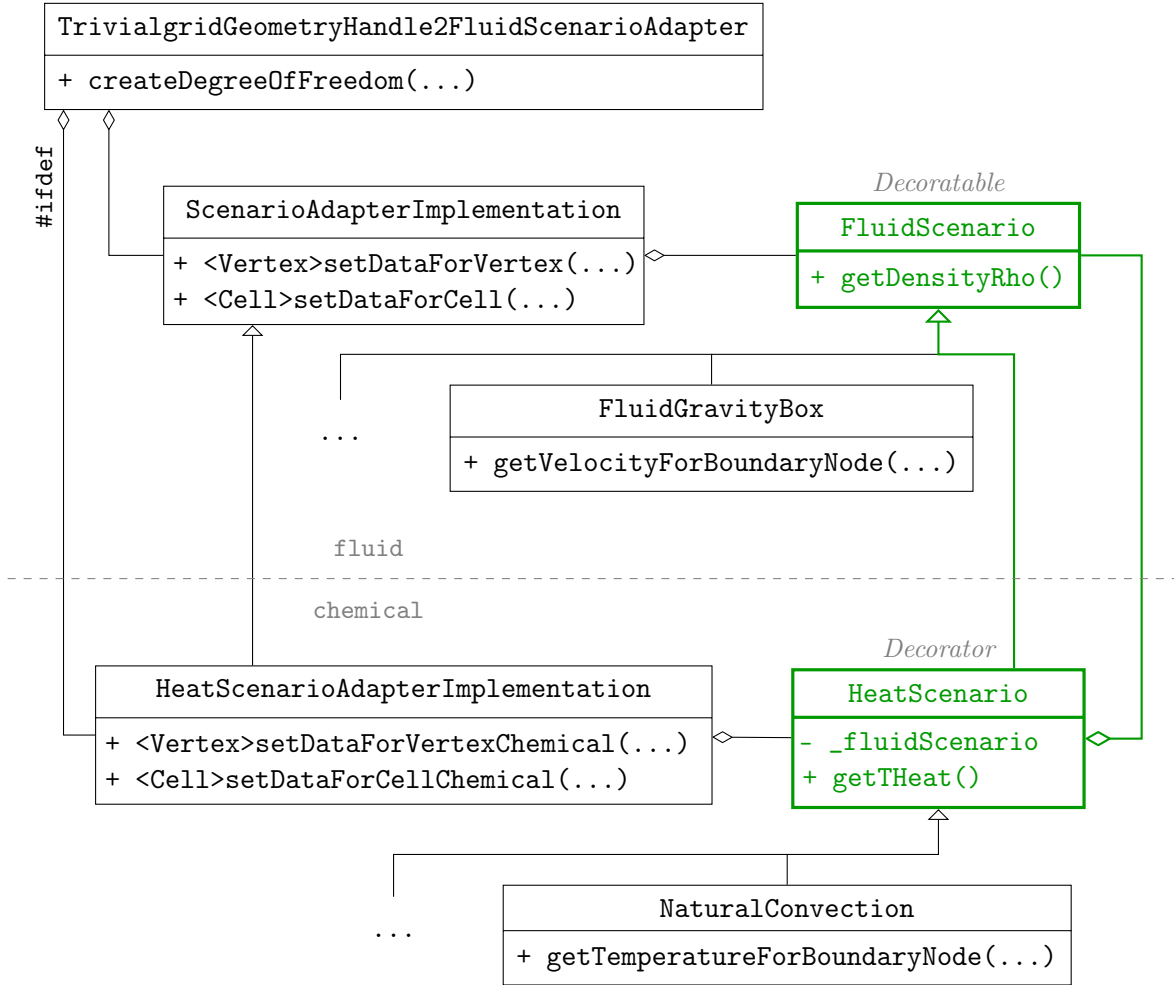 TrivialgridGeometryHandle2FluidScenarioAdapter
+ createDegreeOfFreedom(...)
#ifdef
ScenarioAdapterImplementation
+ <Vertex>setDataForVertex(...)
+ <Cell>setDataForCell(...)
Decoratable
FluidScenario
+ getDensityRho()
...
FluidGravityBox
+ getVelocityForBoundaryNode(...)
fluid
chemical
HeatScenarioAdapterImplementation
+ <Vertex>setDataForVertexChemical(...)
+ <Cell>setDataForCellChemical(...)
Decorator
HeatScenario
- _fluidScenario
+ getTHeat()
...
NaturalConvection
+ getTemperatureForBoundaryNode(...)